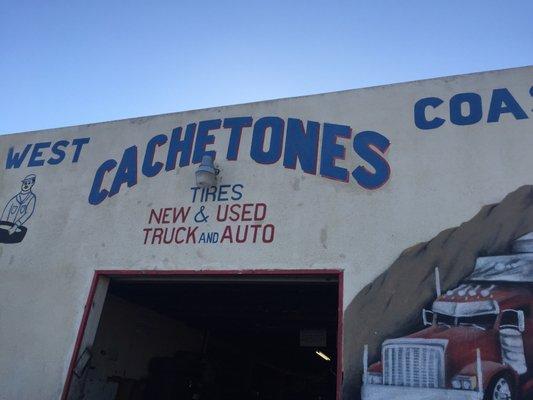 WEST
CACHETONES
COAS
TIRES
NEW & USED
TRUCK AND AUTO